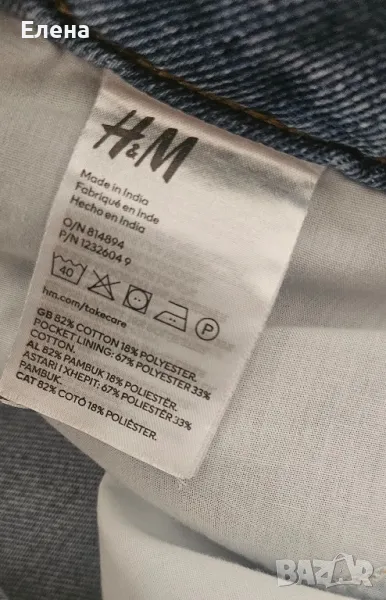 Елена
H&M
Made in India
Fabriqué en Inde
Hecho en India
O/N 814894
P/N 1232604 9
40
P
hm.com/takecare
GB 82% COTTON 18% POLYESTER.
POCKET LINING: 67% POLYESTER 33%
COTTON.
AL 82% PAMBUK 18% POLIESTËR.
ASTARI I XHEPIT: 67% POLIESTËR 33%
PAMBUK.
CAT 82% COTÓ 18% POLIÈSTER.
BAZAR